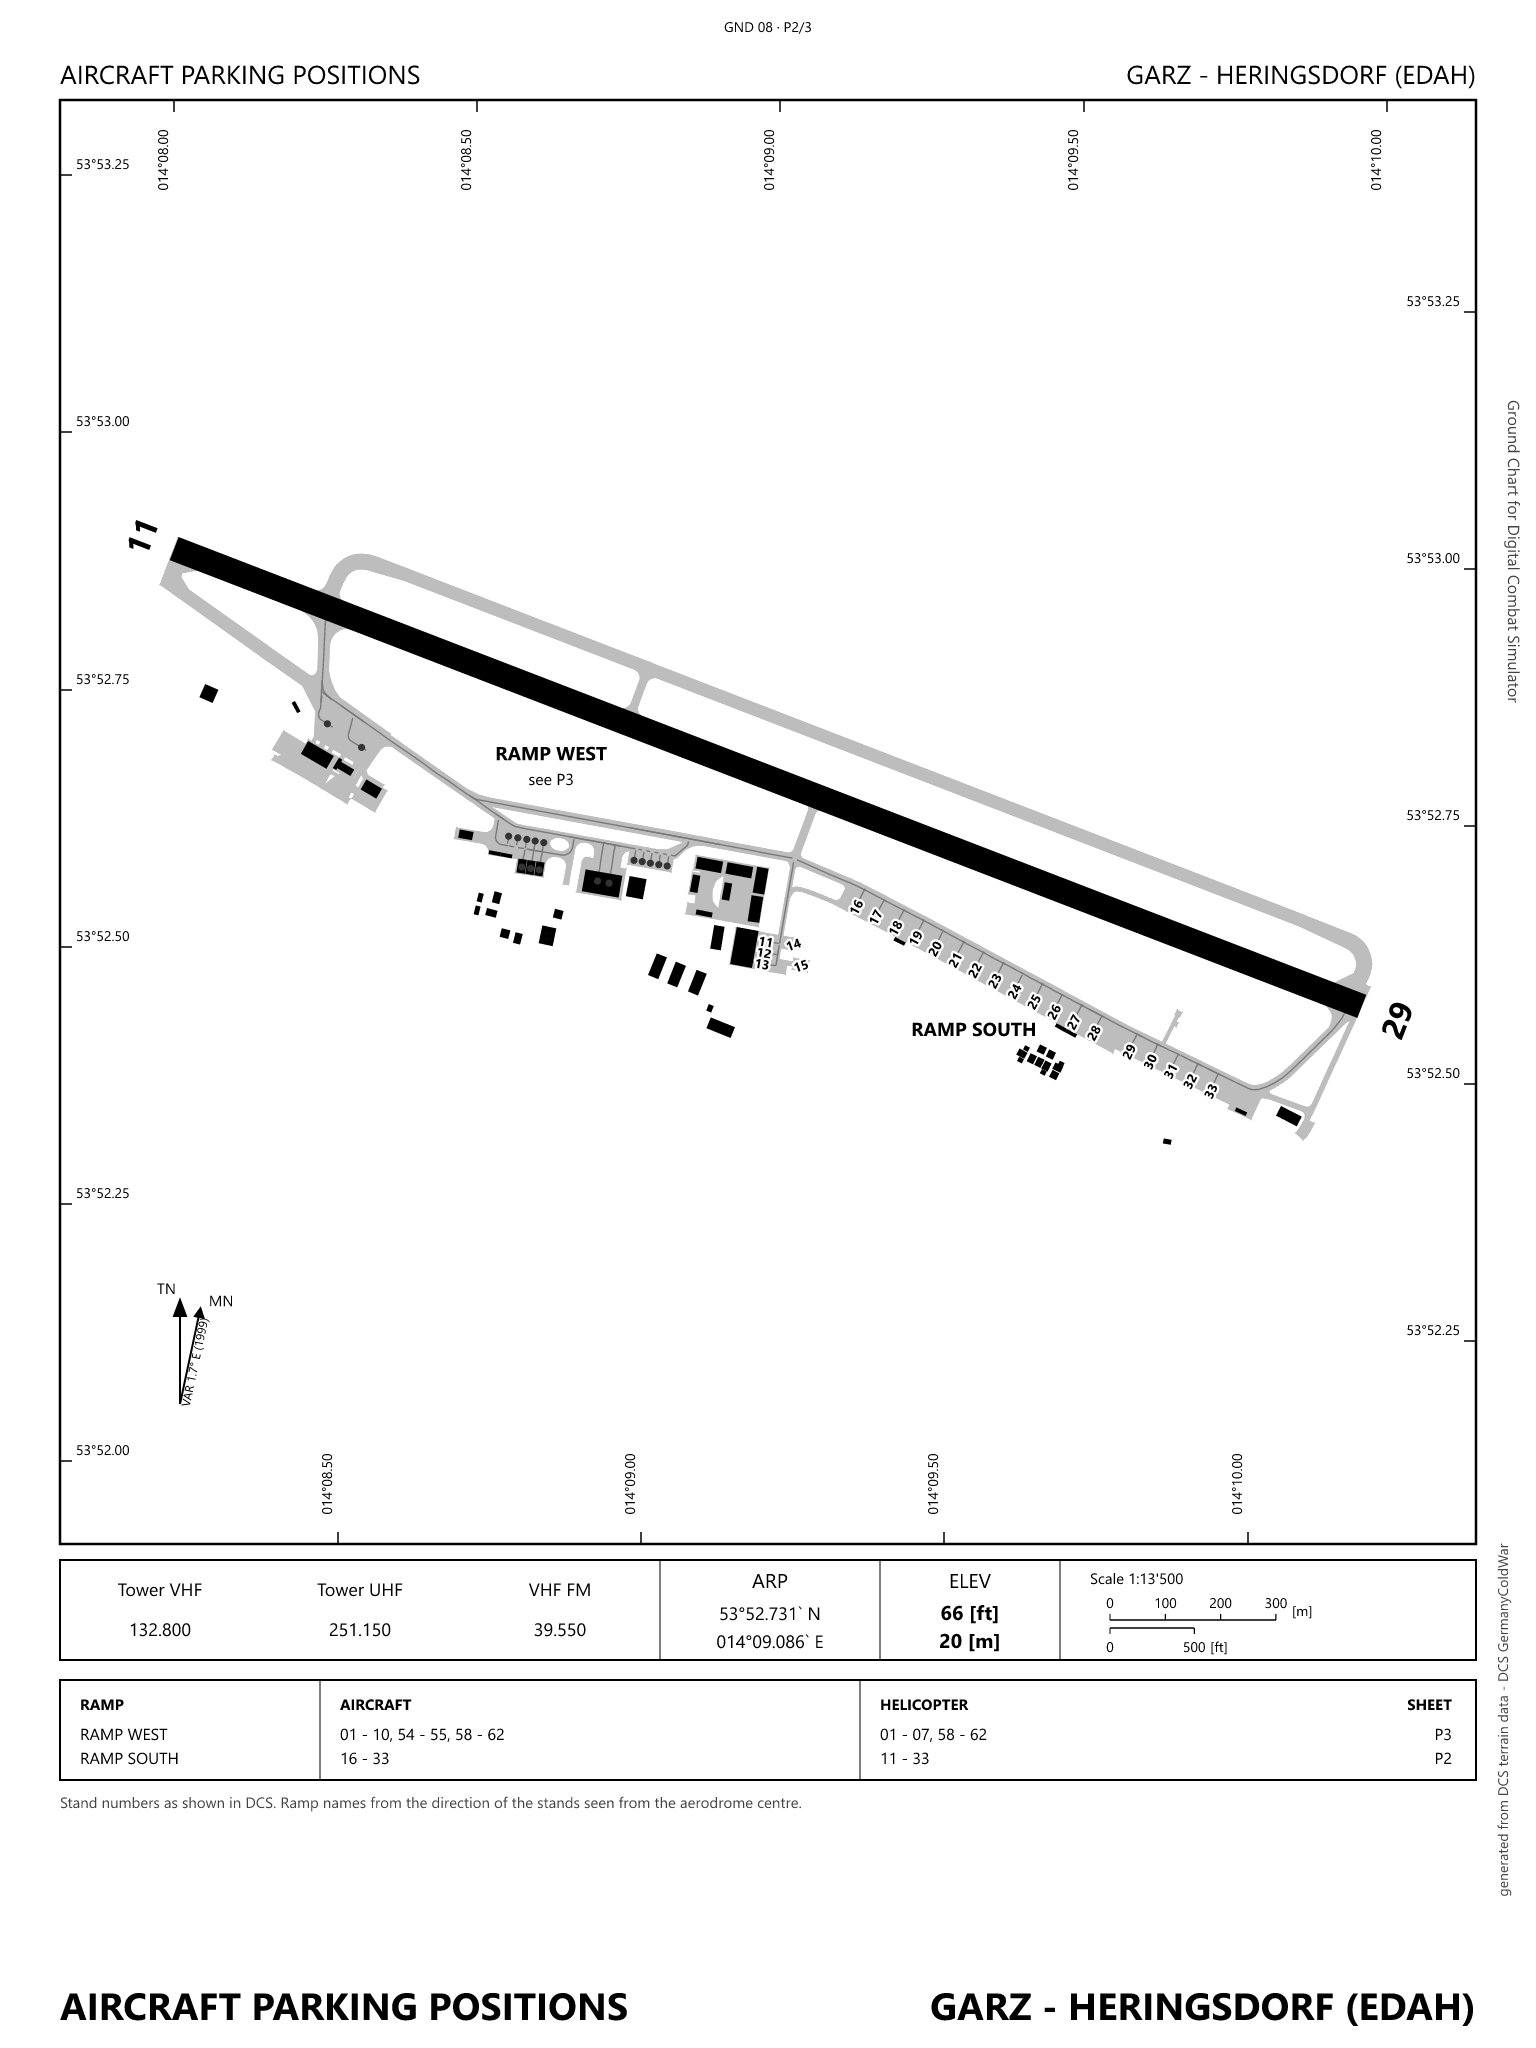 GND 08 · P2/3
AIRCRAFT PARKING POSITIONS
GARZ - HERINGSDORF (EDAH)
014°08.00
014°08.50
014°09.00
014°09.50
014°10.00
53°53.25
53°53.25
53°53.00
53°53.00
53°52.75
53°52.75
53°52.50
53°52.50
53°52.25
53°52.25
53°52.00
11
29
RAMP WEST
see P3
11
12
13
14
15
16
17
18
19
20
21
22
23
24
25
26
27
28
29
30
31
32
33
RAMP SOUTH
TN
MN
VAR 1.7° E (1999)
014°08.50
014°09.00
014°09.50
014°10.00
Tower VHF
132.800
Tower UHF
251.150
VHF FM
39.550
ARP
53°52.731` N
014°09.086` E
ELEV
66 [ft]
20 [m]
Scale 1:13'500
0 100 200 300 [m]
0 500 [ft]
RAMP AIRCRAFT HELICOPTER SHEET
RAMP WEST 01 - 10, 54 - 55, 58 - 62 01 - 07, 58 - 62 P3
RAMP SOUTH 16 - 33 11 - 33 P2
Stand numbers as shown in DCS. Ramp names from the direction of the stands seen from the aerodrome centre.
Ground Chart for Digital Combat Simulator
generated from DCS terrain data - DCS GermanyColdWar
AIRCRAFT PARKING POSITIONS
GARZ - HERINGSDORF (EDAH)